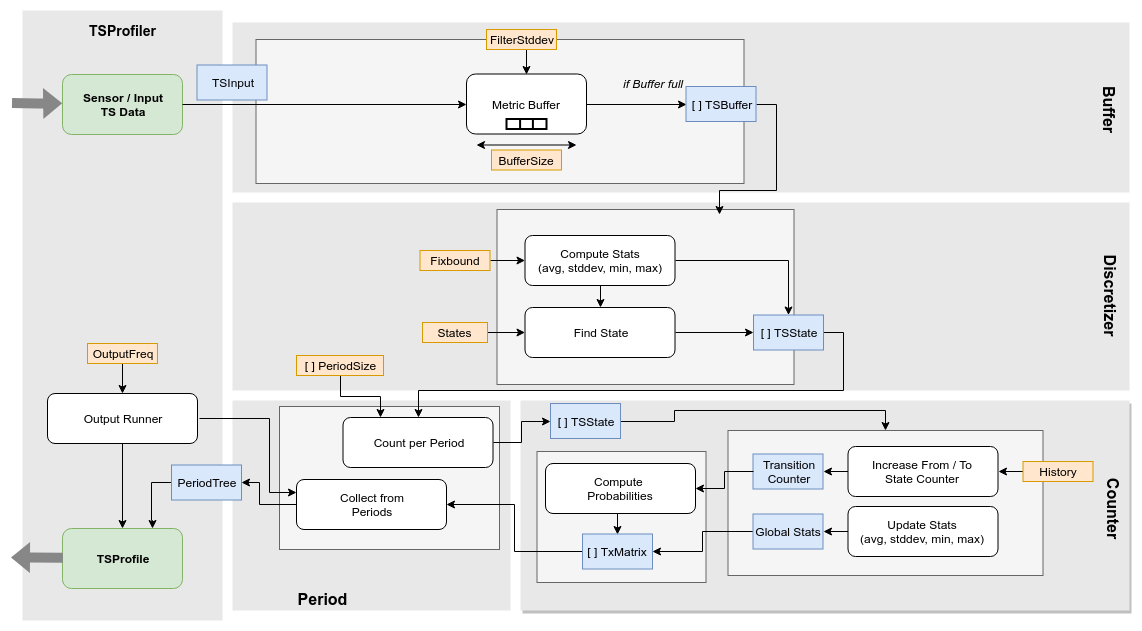 TSProfiler
Sensor / Input
TS Data
TSInput
FilterStddev
Metric Buffer
BufferSize
if Buffer full
[ ] TSBuffer
Buffer
Fixbound
Compute Stats
(avg, stddev, min, max)
States
Find State
[ ] TSState
Discretizer
OutputFreq
Output Runner
PeriodTree
TSProfile
[ ] PeriodSize
Count per Period
Collect from
Periods
Period
[ ] TSState
Compute
Probabilities
[ ] TxMatrix
Transition
Counter
Global Stats
Increase From / To
State Counter
Update Stats
(avg, stddev, min, max)
History
Counter